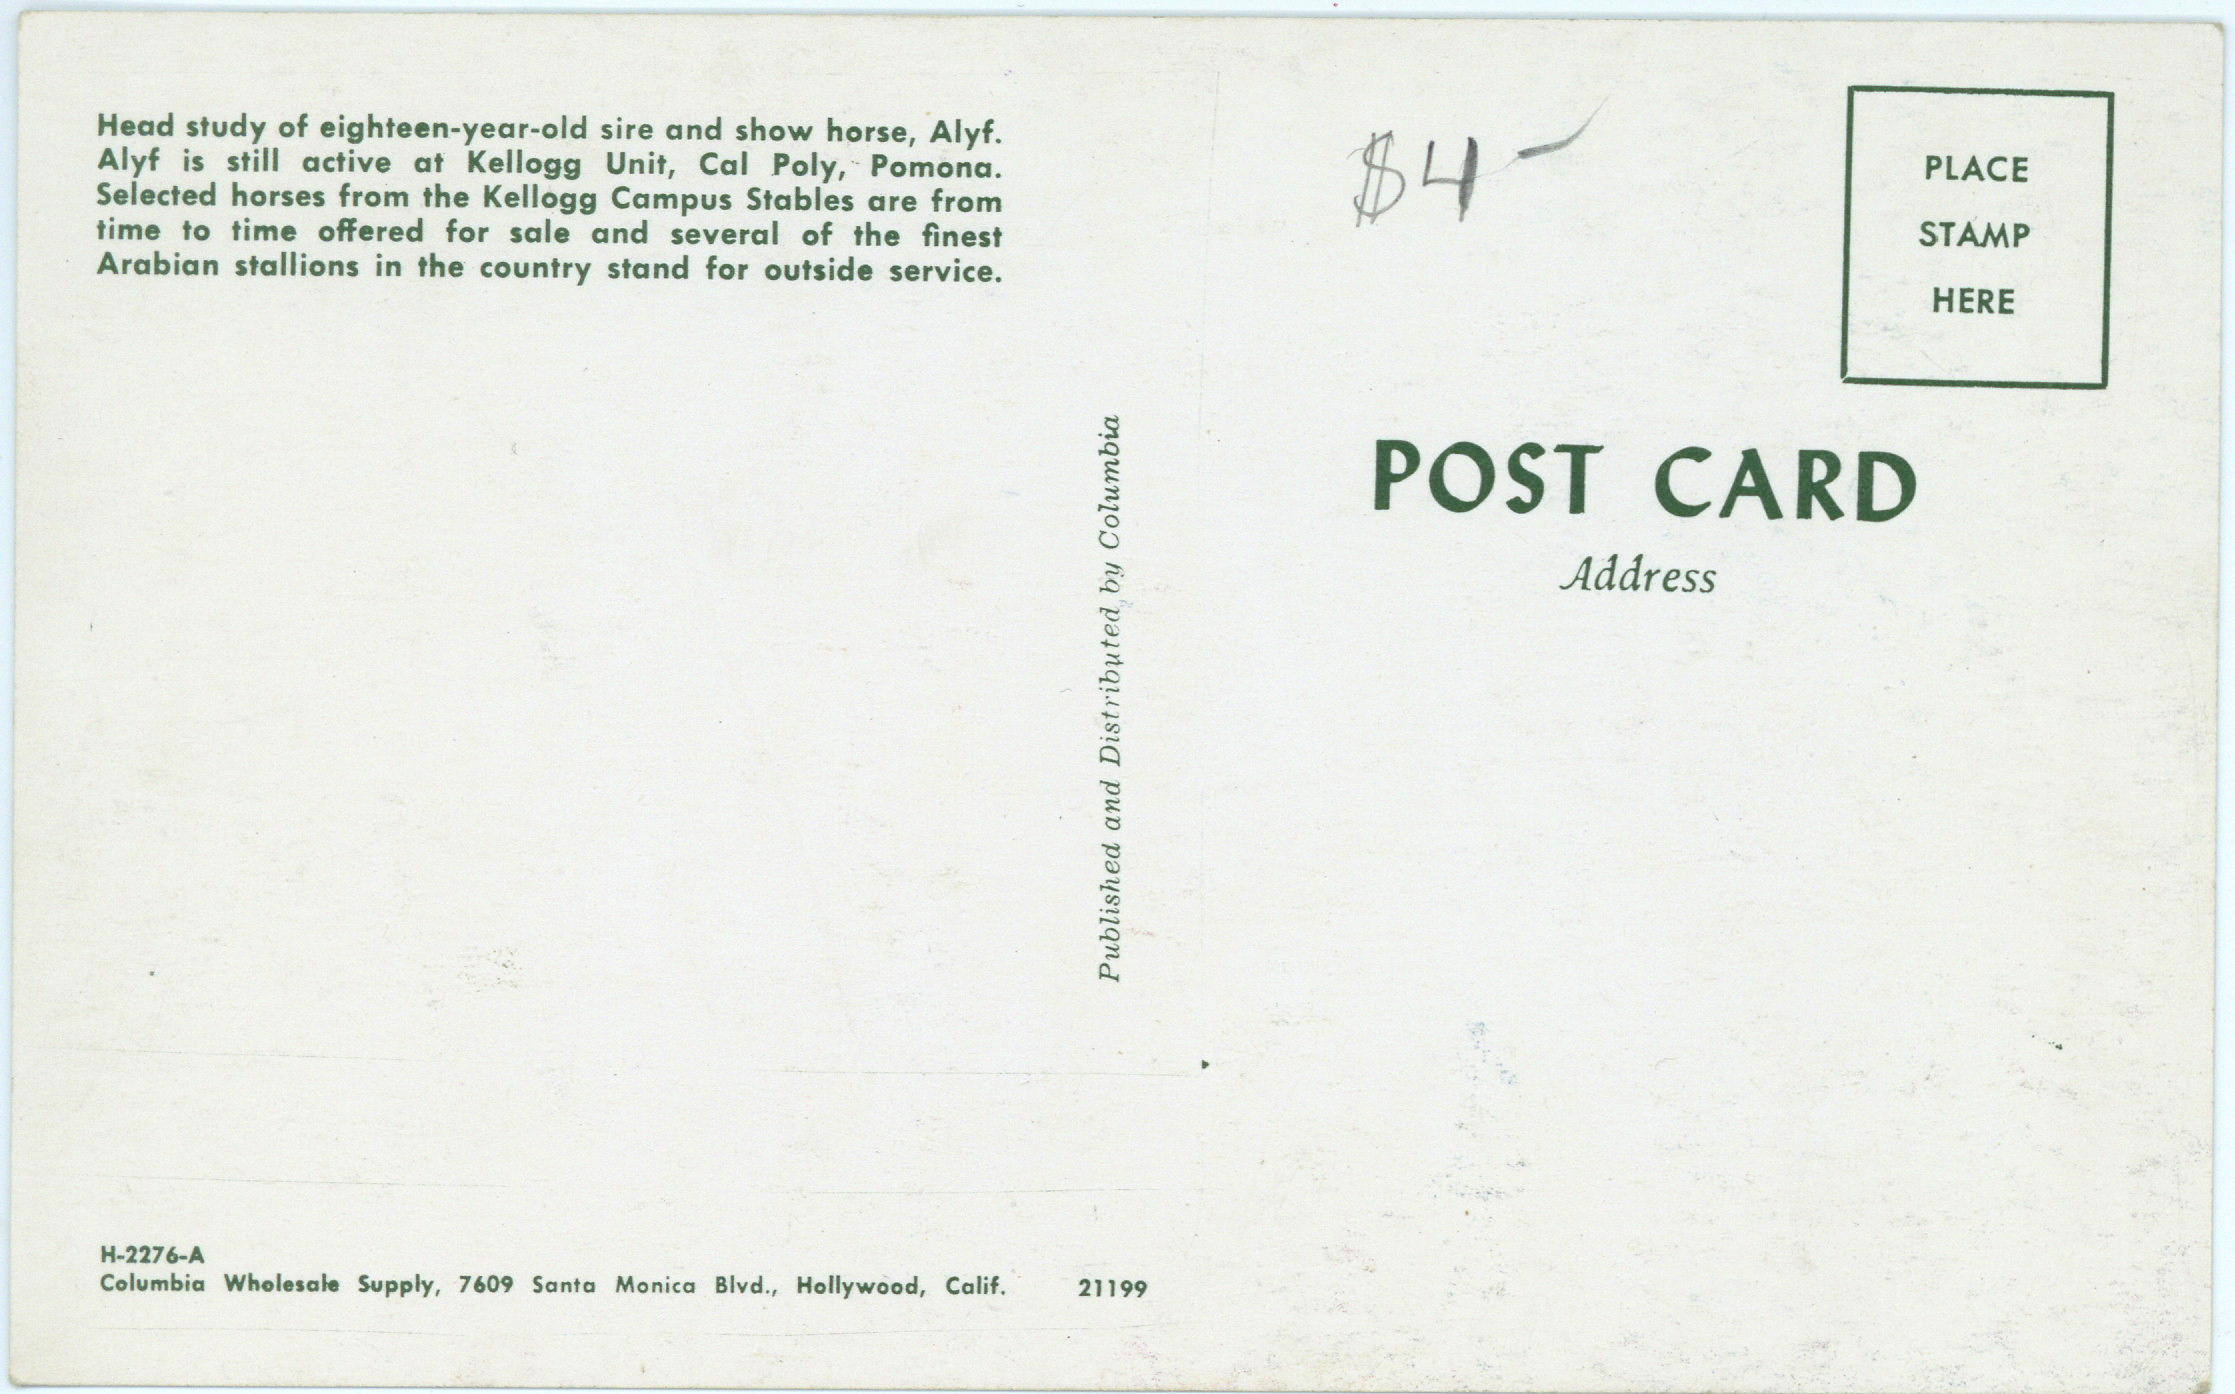 Head study of eighteen-year-old sire and show horse, Alyf.
Alyf is still active at Kellogg Unit, Cal Poly, Pomona.
Selected horses from the Kellogg Campus Stables are from
time to time offered for sale and several of the finest
Arabian stallions in the country stand for outside service.
H-2276-A
Columbia Wholesale Supply, 7609 Santa Monica Blvd., Hollywood, Calif. 21199
Published and Distributed by Columbia
$4-
PLACE
STAMP
HERE
POST CARD
Address